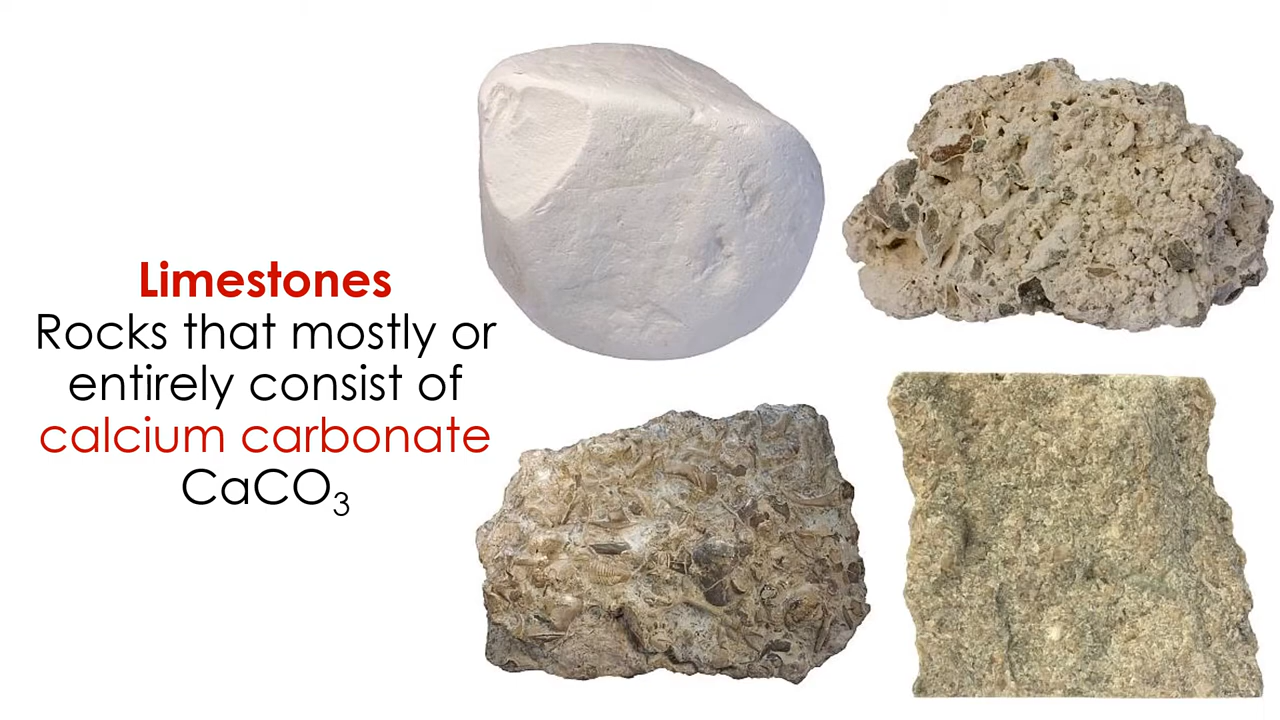 Limestones
Rocks that mostly or
entirely consist of
calcium carbonate
CaCO₃